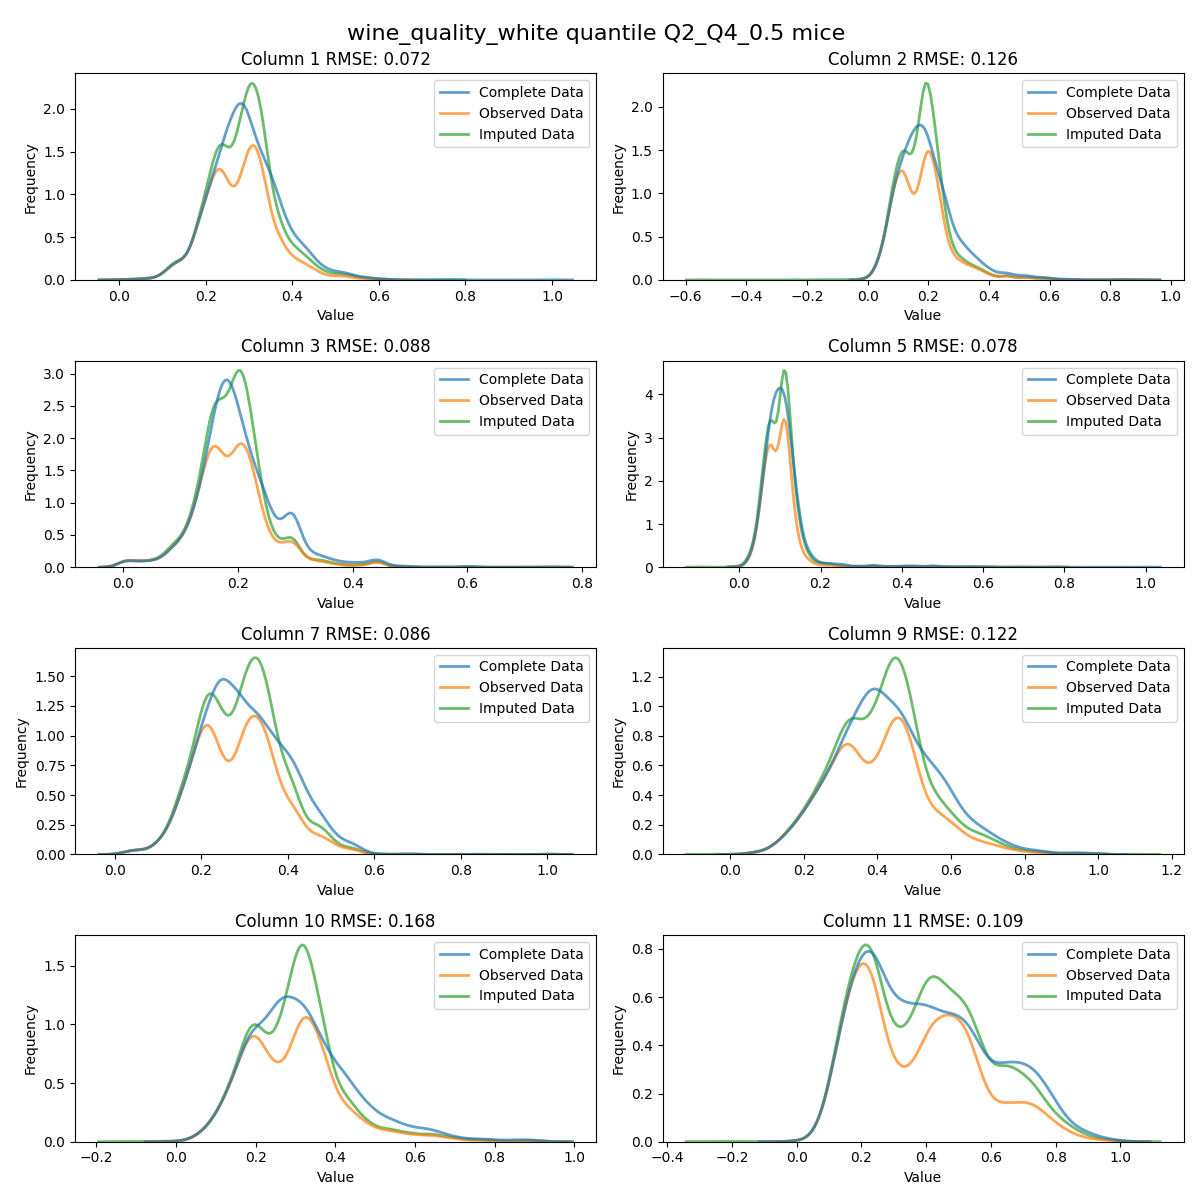 wine_quality_white quantile Q2_Q4_0.5 mice
Column 1 RMSE: 0.072
Frequency
2.0
1.5
1.0
0.5
0.0
Complete Data
Observed Data
Imputed Data
0.0 0.2 0.4 0.6 0.8 1.0
Value
Column 2 RMSE: 0.126
Frequency
2.0
1.5
1.0
0.5
0.0
Complete Data
Observed Data
Imputed Data
−0.6 −0.4 −0.2 0.0 0.2 0.4 0.6 0.8 1.0
Value
Column 3 RMSE: 0.088
Frequency
3.0
2.5
2.0
1.5
1.0
0.5
0.0
Complete Data
Observed Data
Imputed Data
0.0 0.2 0.4 0.6 0.8
Value
Column 5 RMSE: 0.078
Frequency
4
3
2
1
0
Complete Data
Observed Data
Imputed Data
0.0 0.2 0.4 0.6 0.8 1.0
Value
Column 7 RMSE: 0.086
Frequency
1.50
1.25
1.00
0.75
0.50
0.25
0.00
Complete Data
Observed Data
Imputed Data
0.0 0.2 0.4 0.6 0.8 1.0
Value
Column 9 RMSE: 0.122
Frequency
1.2
1.0
0.8
0.6
0.4
0.2
0.0
Complete Data
Observed Data
Imputed Data
0.0 0.2 0.4 0.6 0.8 1.0 1.2
Value
Column 10 RMSE: 0.168
Frequency
1.5
1.0
0.5
0.0
Complete Data
Observed Data
Imputed Data
−0.2 0.0 0.2 0.4 0.6 0.8 1.0
Value
Column 11 RMSE: 0.109
Frequency
0.8
0.6
0.4
0.2
0.0
Complete Data
Observed Data
Imputed Data
−0.4 −0.2 0.0 0.2 0.4 0.6 0.8 1.0
Value